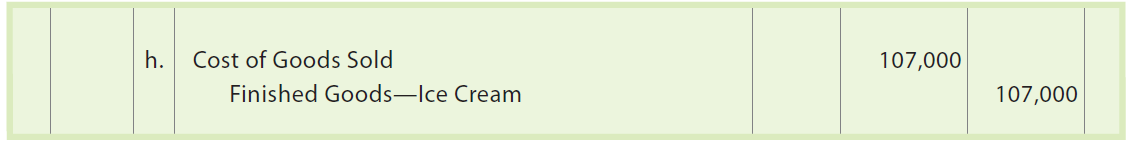 h. Cost of Goods Sold 107,000
Finished Goods—Ice Cream 107,000